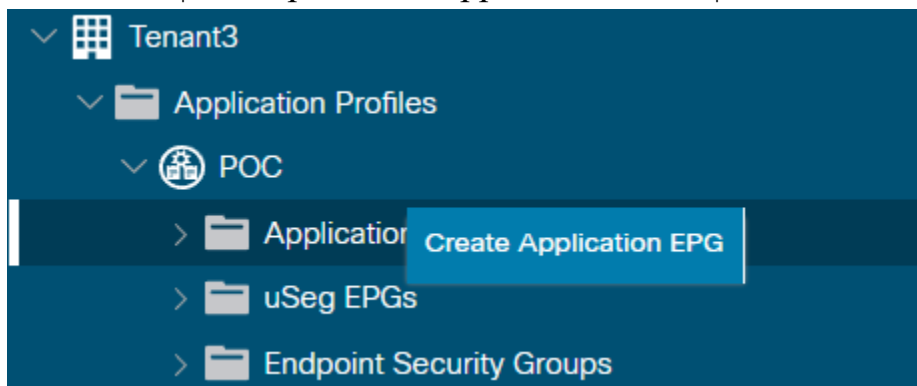 Tenant3
Application Profiles
POC
Application
Create Application EPG
uSeg EPGs
Endpoint Security Groups